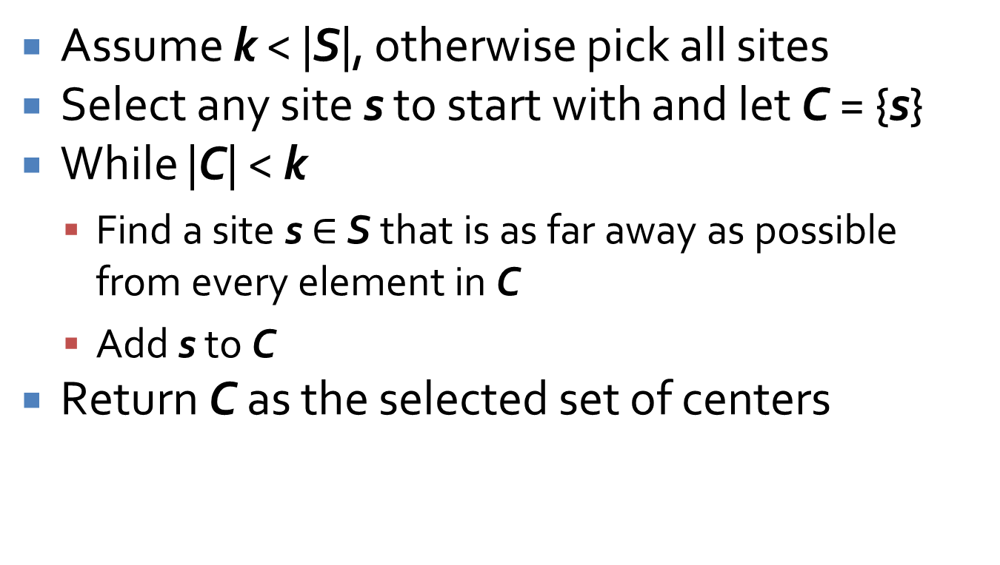 Assume k < |S|, otherwise pick all sites
Select any site s to start with and let C = {s}
While |C| < k
Find a site s ∈ S that is as far away as possible
from every element in C
Add s to C
Return C as the selected set of centers